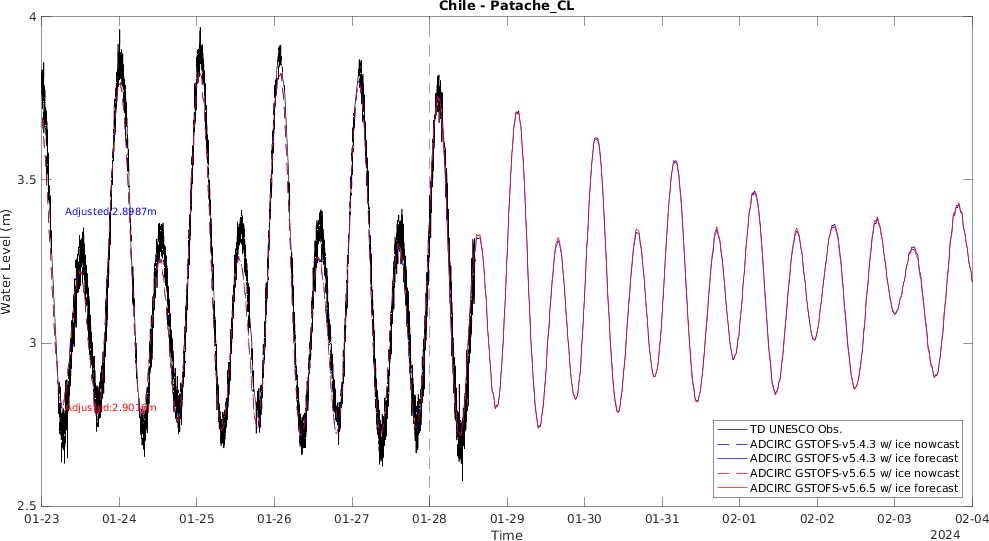 Chile - Patache_CL
Water Level (m)
4
3.5
3
2.5
Adjusted:2.8987m
TD UNESCO Obs.
ADCIRC GSTOFS-v5.4.3 w/ ice nowcast
ADCIRC GSTOFS-v5.4.3 w/ ice forecast
ADCIRC GSTOFS-v5.6.5 w/ ice nowcast
ADCIRC GSTOFS-v5.6.5 w/ ice forecast
01-23 01-24 01-25 01-26 01-27 01-28 01-29 01-30 01-31 02-01 02-02 02-03 02-04
Time
2024